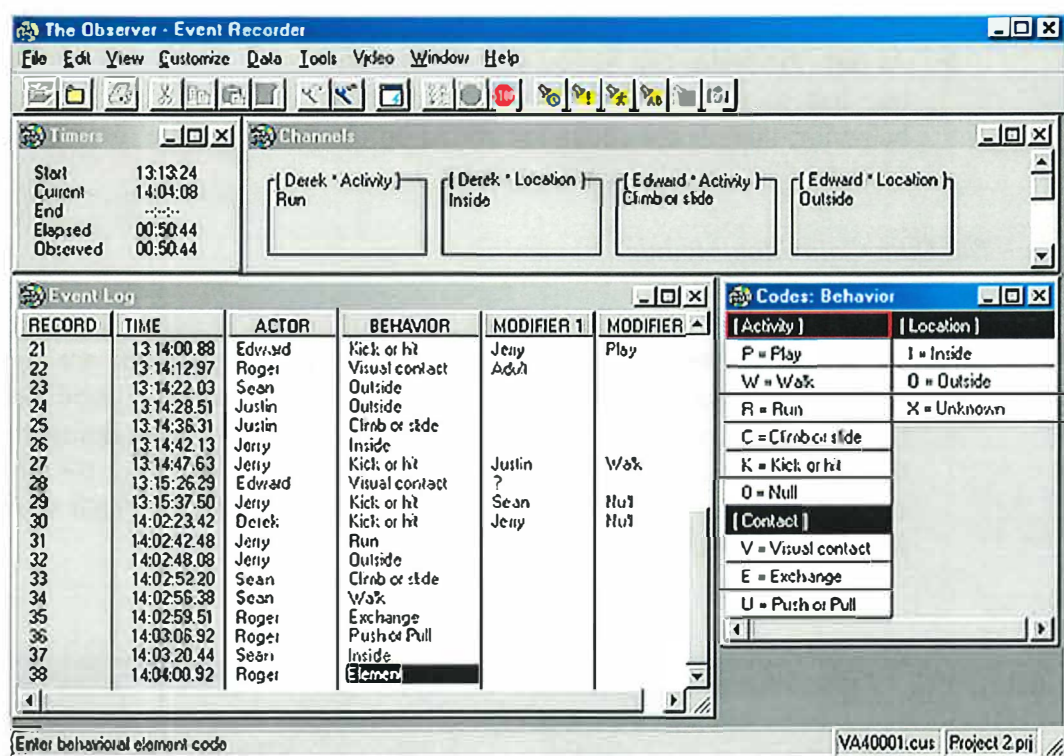 The Observer - Event Recorder
File Edit View Customize Data Tools Video Window Help
STOP
Timers
Start 13:13:24
Current 14:04:08
End --:--:--
Elapsed 00:50:44
Observed 00:50:44
Channels
[ Derek * Activity ] [ Derek * Location ] [ Edward * Activity ] [ Edward * Location ]
Run Inside Climb or slide Outside
Event Log
RECORD TIME ACTOR BEHAVIOR MODIFIER 1 MODIFIER
21 13:14:00.88 Edward Kick or hit Jerry Play
22 13:14:12.97 Roger Visual contact Adult
23 13:14:22.03 Sean Outside
24 13:14:28.51 Justin Outside
25 13:14:36.31 Justin Climb or slide
26 13:14:42.13 Jerry Inside
27 13:14:47.63 Jerry Kick or hit Justin Walk
28 13:15:26.29 Edward Visual contact ?
29 13:15:37.50 Jerry Kick or hit Sean Null
30 14:02:23.42 Derek Kick or hit Jerry Null
31 14:02:42.48 Jerry Run
32 14:02:48.08 Jerry Outside
33 14:02:52.20 Sean Climb or slide
34 14:02:56.38 Sean Walk
35 14:02:59.51 Roger Exchange
36 14:03:06.92 Roger Push or Pull
37 14:03:20.44 Sean Inside
38 14:04:00.92 Roger Element
Codes: Behavior
[ Activity ] [ Location ]
P = Play I = Inside
W = Walk O = Outside
R = Run X = Unknown
C = Climb or slide
K = Kick or hit
0 = Null
[ Contact ]
V = Visual contact
E = Exchange
U = Push or Pull
Enter behavioral element code VA40001.cus Project 2.prj